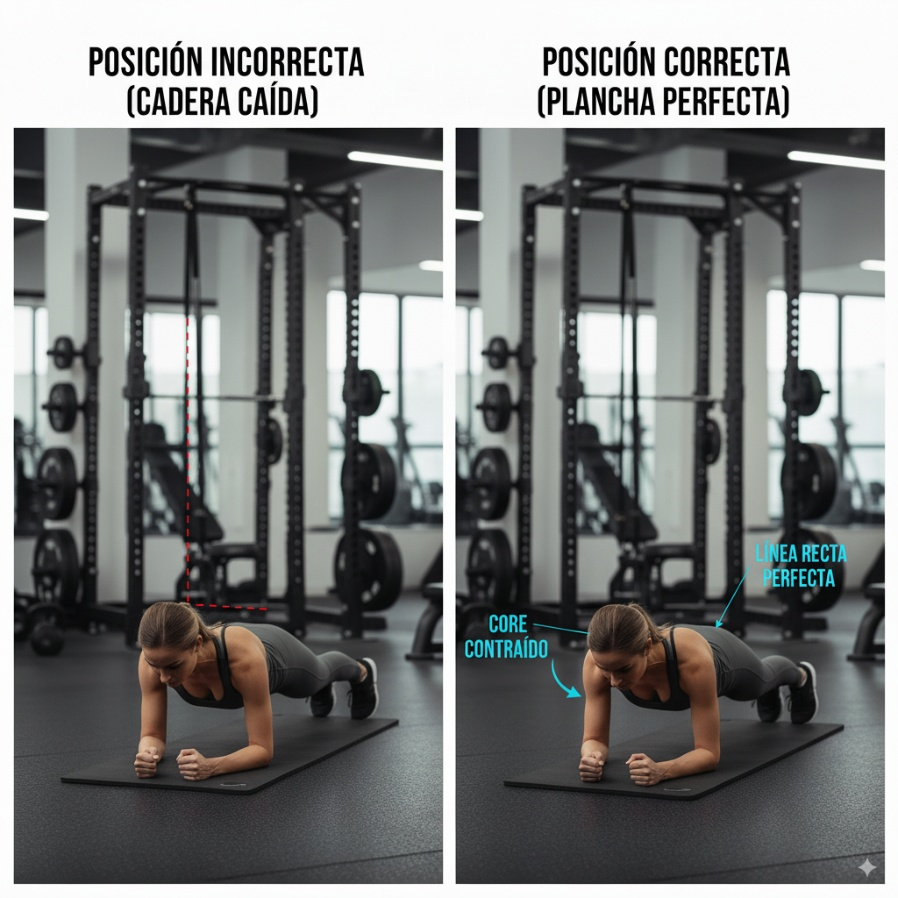 POSICIÓN INCORRECTA
(CADERA CAÍDA)
POSICIÓN CORRECTA
(PLANCHA PERFECTA)
LÍNEA RECTA
PERFECTA
CORE
CONTRAÍDO